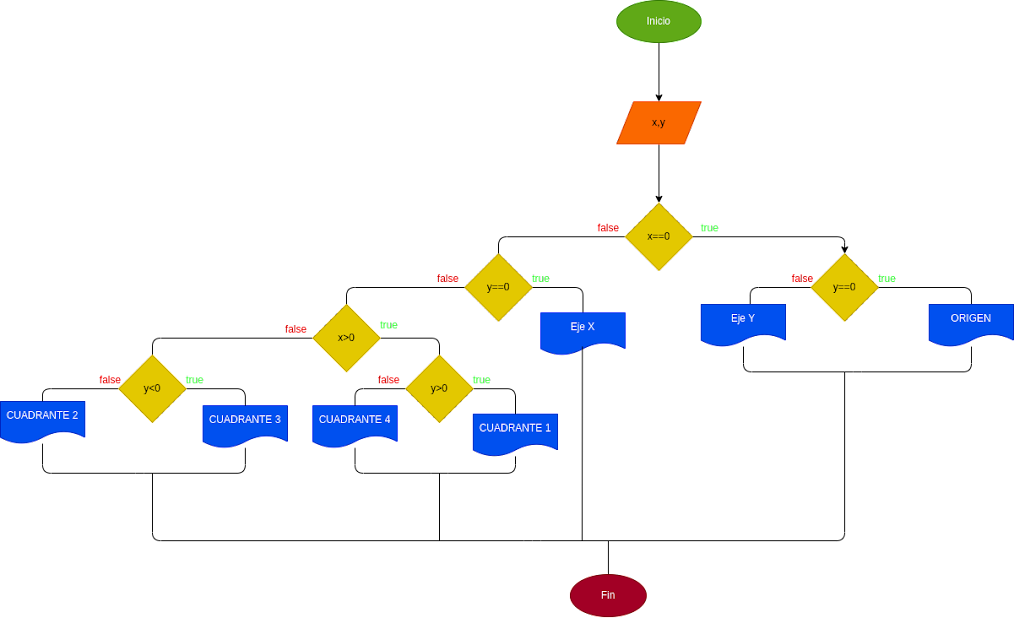 Inicio
x,y
false
x==0
true
false
y==0
true
false
y==0
true
Eje X
Eje Y
ORIGEN
false
x>0
true
false
y<0
true
false
y>0
true
CUADRANTE 2
CUADRANTE 3
CUADRANTE 4
CUADRANTE 1
Fin